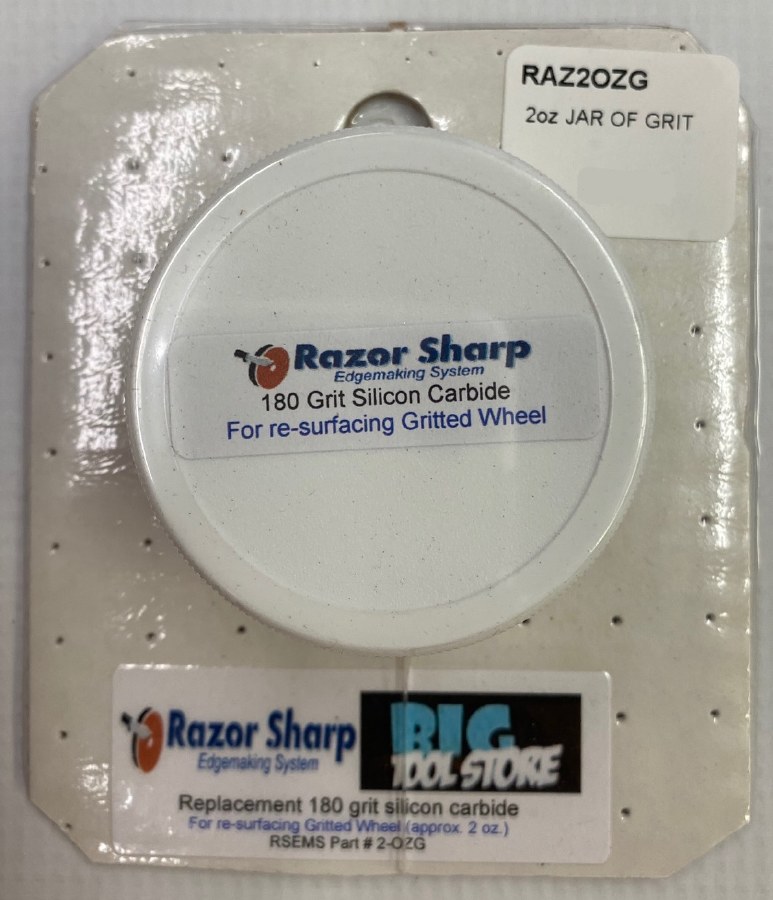 RAZ2OZG
2oz JAR OF GRIT
Razor Sharp
Edgemaking System
180 Grit Silicon Carbide
For re-surfacing Gritted Wheel
Razor Sharp
Edgemaking System
BIG
TOOL STORE
Replacement 180 grit silicon carbide
For re-surfacing Gritted Wheel (approx. 2 oz.)
RSEMS Part # 2-OZG